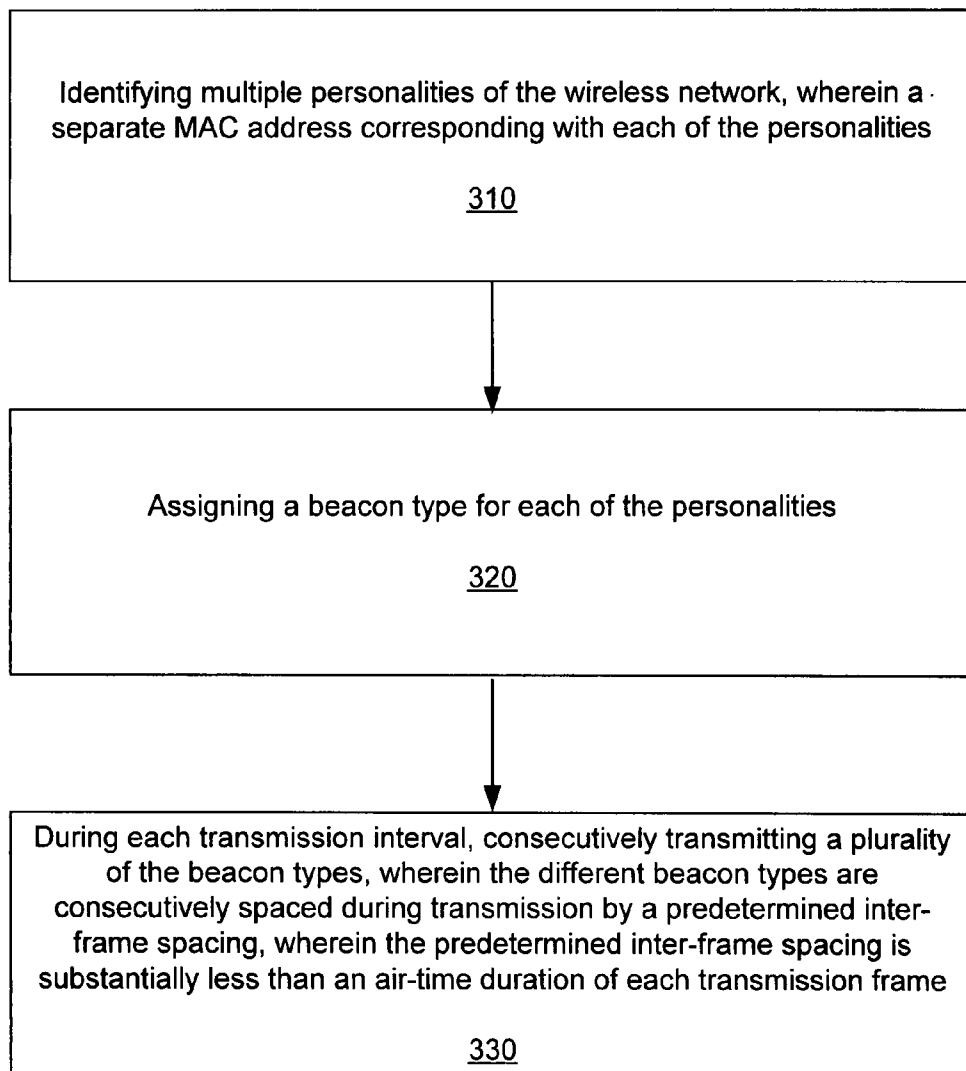 Identifying multiple personalities of the wireless network, wherein a
separate MAC address corresponding with each of the personalities
310
Assigning a beacon type for each of the personalities
320
During each transmission interval, consecutively transmitting a plurality
of the beacon types, wherein the different beacon types are
consecutively spaced during transmission by a predetermined inter-
frame spacing, wherein the predetermined inter-frame spacing is
substantially less than an air-time duration of each transmission frame
330